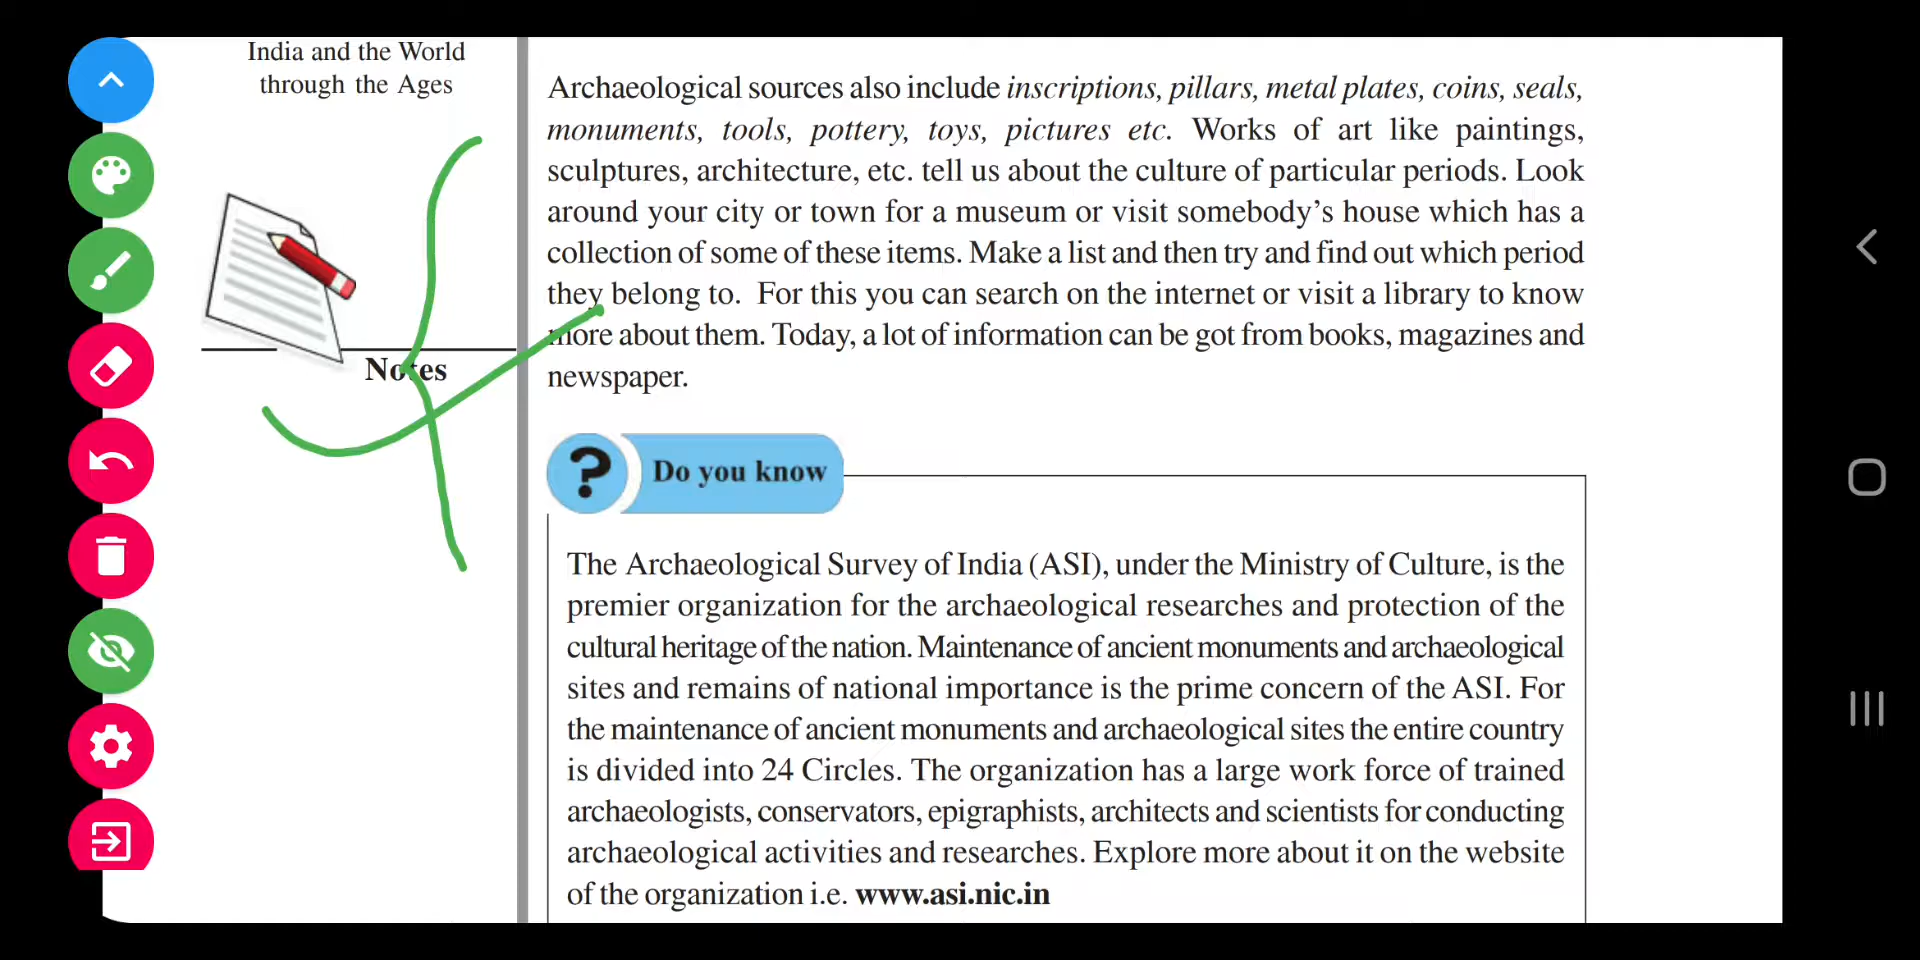 India and the World
through the Ages
Notes
Archaeological sources also include inscriptions, pillars, metal plates, coins, seals,
monuments, tools, pottery, toys, pictures etc. Works of art like paintings,
sculptures, architecture, etc. tell us about the culture of particular periods. Look
around your city or town for a museum or visit somebody's house which has a
collection of some of these items. Make a list and then try and find out which period
they belong to. For this you can search on the internet or visit a library to know
more about them. Today, a lot of information can be got from books, magazines and
newspaper.
? Do you know
The Archaeological Survey of India (ASI), under the Ministry of Culture, is the
premier organization for the archaeological researches and protection of the
cultural heritage of the nation. Maintenance of ancient monuments and archaeological
sites and remains of national importance is the prime concern of the ASI. For
the maintenance of ancient monuments and archaeological sites the entire country
is divided into 24 Circles. The organization has a large work force of trained
archaeologists, conservators, epigraphists, architects and scientists for conducting
archaeological activities and researches. Explore more about it on the website
of the organization i.e. www.asi.nic.in